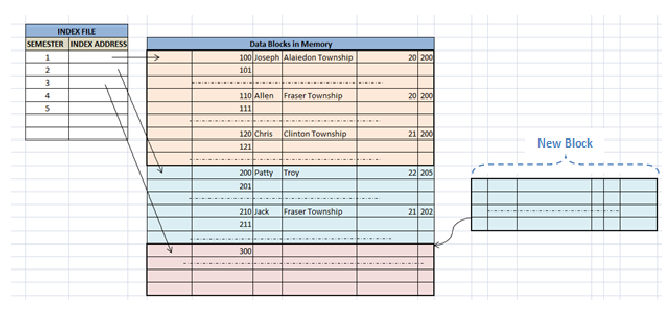 INDEX FILE
SEMESTER INDEX ADDRESS
1
2
3
4
5
Data Blocks in Memory
100 Joseph Alaiedon Township 20 200
101
110 Allen Fraser Township 20 200
111
120 Chris Clinton Township 21 200
121
200 Patty Troy 22 205
201
210 Jack Fraser Township 21 202
211
300
New Block